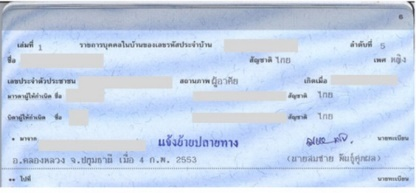 6
เล่มที่ 1 รายการบุคคลในบ้านของเลขรหัสประจำบ้าน ลำดับที่ 5
ชื่อ สัญชาติ ไทย เพศ หญิง
เลขประจำตัวประชาชน สถานภาพ ผู้อาศัย เกิดเมื่อ
มารดาผู้ให้กำเนิด ชื่อ สัญชาติ ไทย
บิดาผู้ให้กำเนิด ชื่อ สัญชาติ ไทย
* มาจาก แจ้งย้ายปลายทาง นายทะเบียน
อ.คลองหลวง จ.ปทุมธานี เมื่อ 4 ก.พ. 2553
** ไปที่ นายทะเบียน